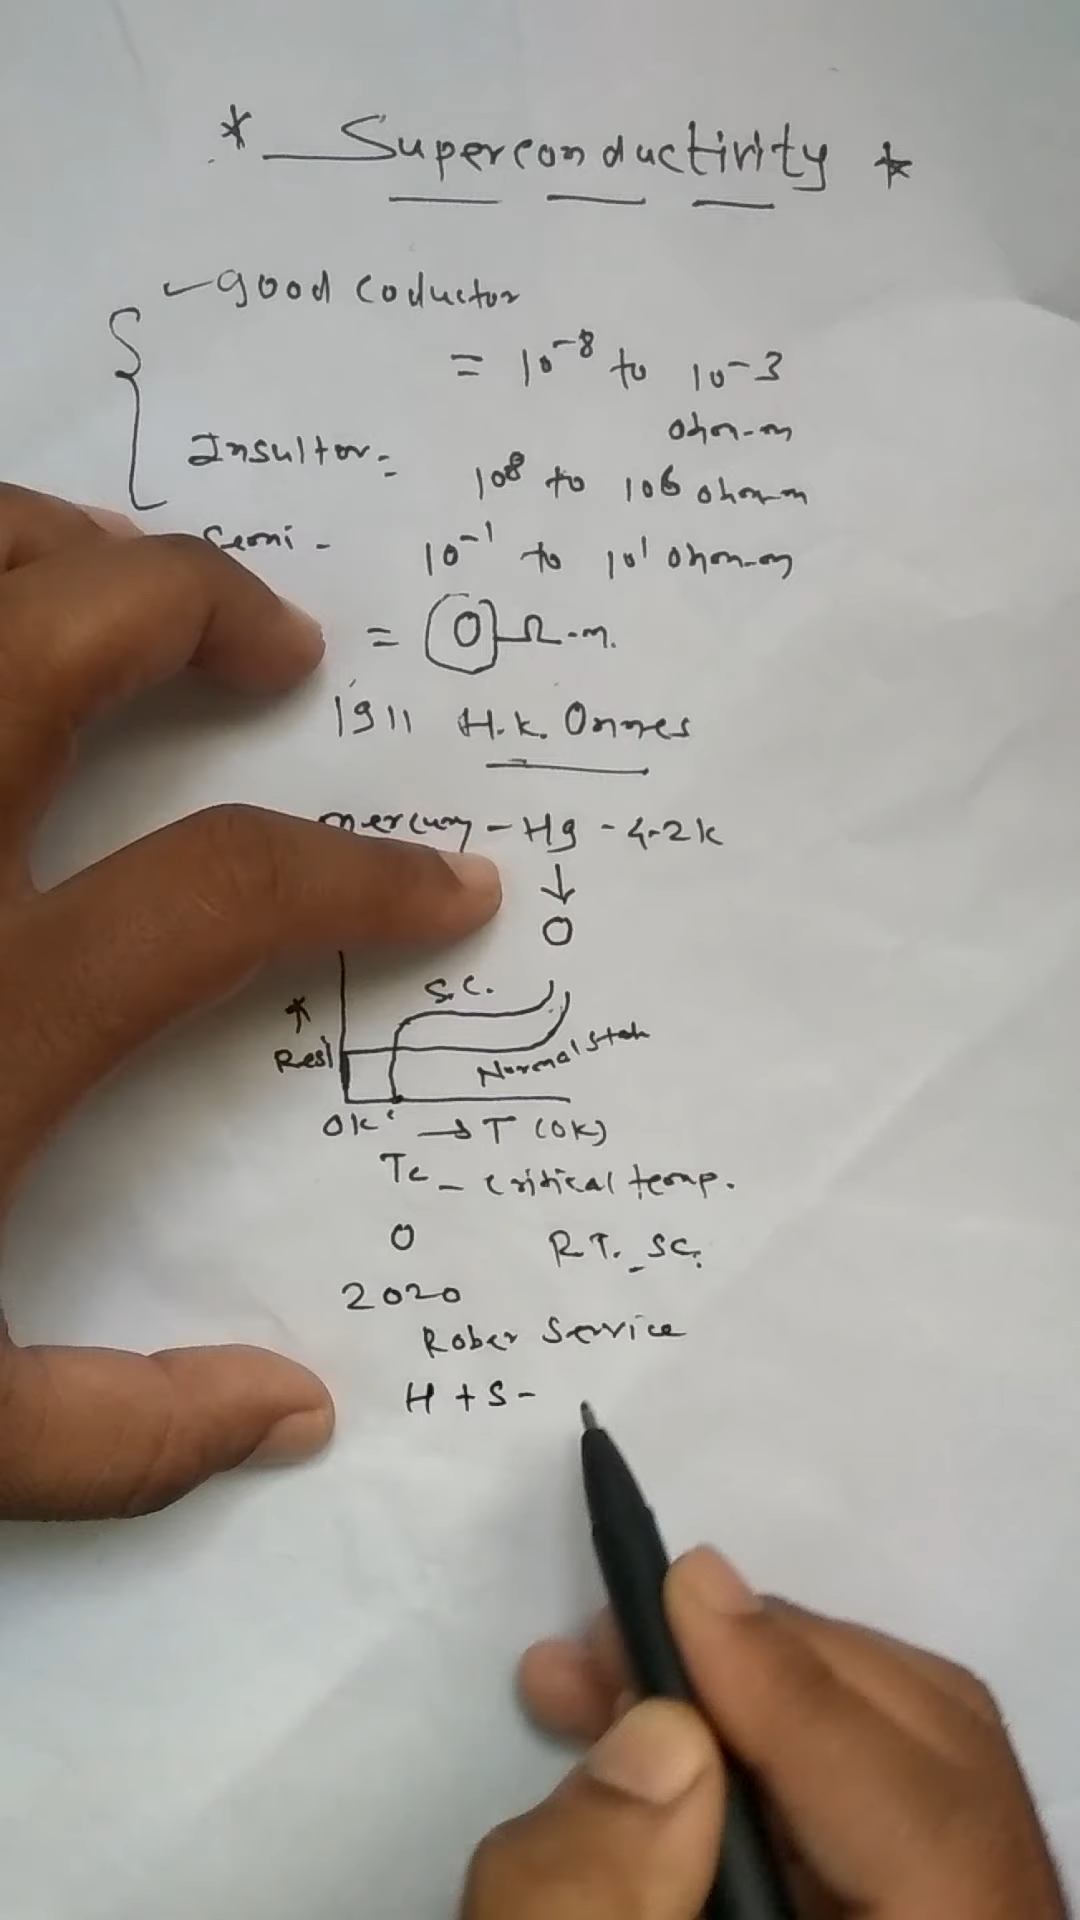 * Superconductivity *
good coductor
= 10⁻⁸ to 10⁻³
ohm-m
Insultor = 10⁸ to 10⁶ ohm-m
Semi - 10⁻¹ to 10¹ ohm-m
= 0 Ω-m.
1911 H.K. Onnes
mercury - Hg - 4.2k
↓
0
S.C.
Res
Normal State
0k → T (0K)
Tc - critical temp.
0 R.T. SC.
2020
Rober Service
H + S -